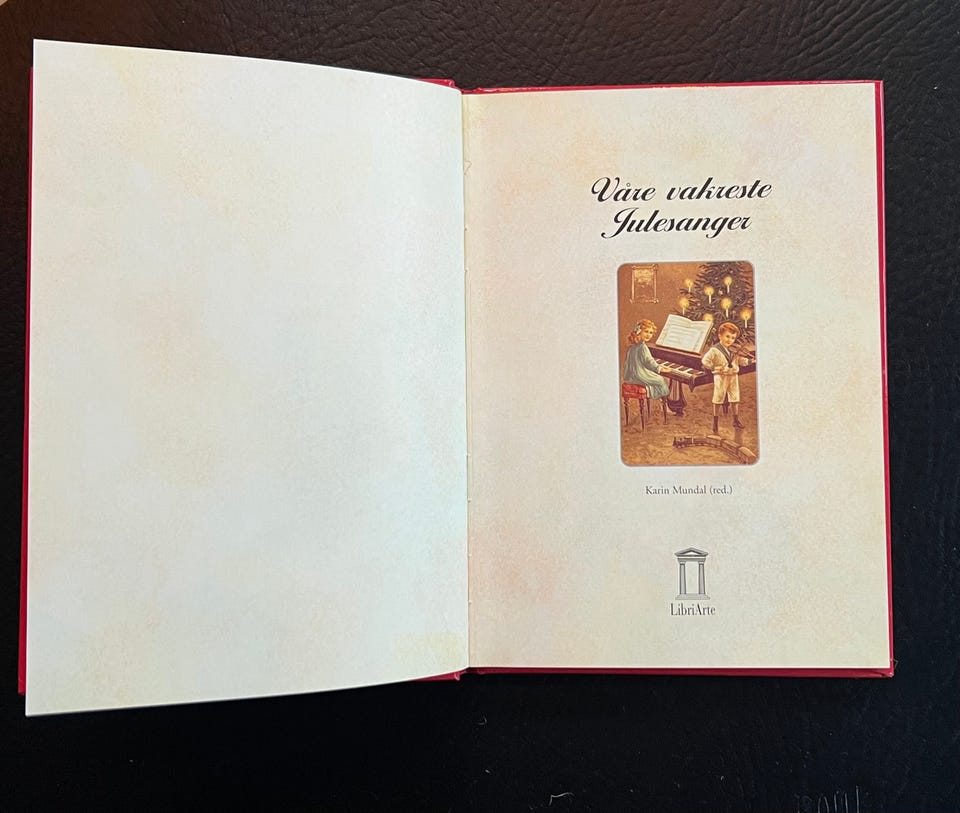 Våre vakreste
Julesanger
Karin Mundal (red.)
LibriArte